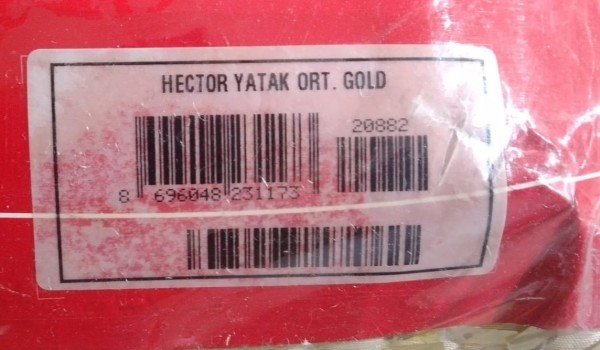 HECTOR YATAK ORT. GOLD
20882
8 696048 231173